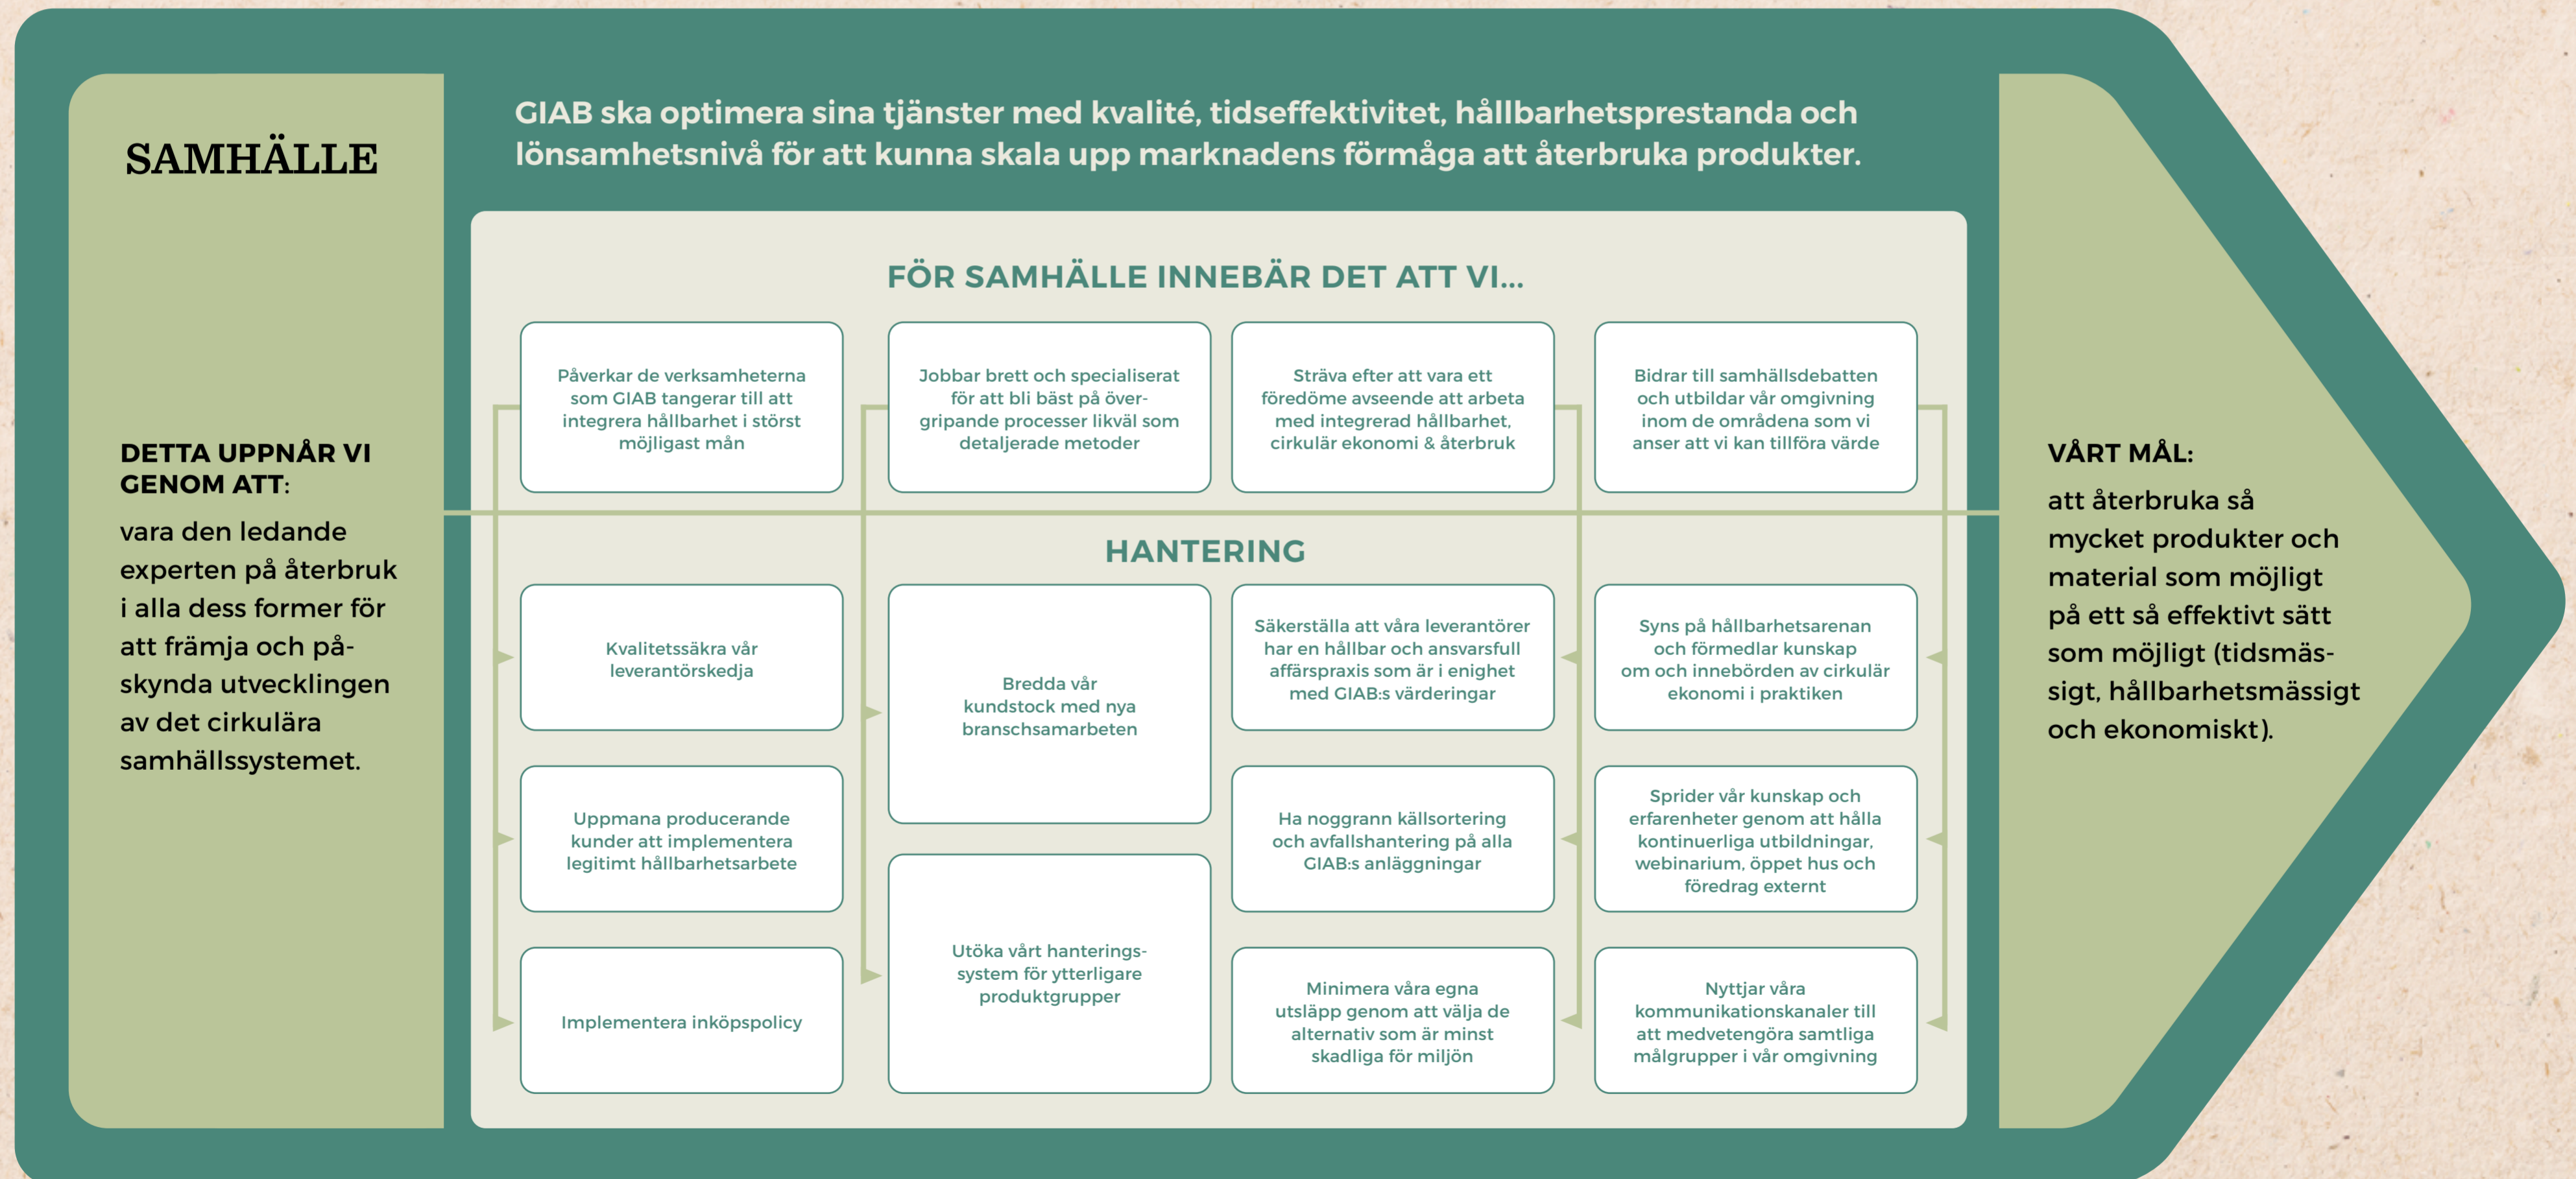 SAMHÄLLE
DETTA UPPNÅR VI
GENOM ATT:
vara den ledande
experten på återbruk
i alla dess former för
att främja och på-
skynda utvecklingen
av det cirkulära
samhällssystemet.
GIAB ska optimera sina tjänster med kvalité, tidseffektivitet, hållbarhetsprestanda och
lönsamhetsnivå för att kunna skala upp marknadens förmåga att återbruka produkter.
FÖR SAMHÄLLE INNEBÄR DET ATT VI...
Påverkar de verksamheterna
som GIAB tangerar till att
integrera hållbarhet i störst
möjligast mån
Jobbar brett och specialiserat
för att bli bäst på över-
gripande processer likväl som
detaljerade metoder
Sträva efter att vara ett
föredöme avseende att arbeta
med integrerad hållbarhet,
cirkulär ekonomi & återbruk
Bidrar till samhällsdebatten
och utbildar vår omgivning
inom de områdena som vi
anser att vi kan tillföra värde
HANTERING
Kvalitetssäkra vår
leverantörskedja
Uppmana producerande
kunder att implementera
legitimt hållbarhetsarbete
Implementera inköpspolicy
Bredda vår
kundstock med nya
branschsamarbeten
Utöka vårt hanterings-
system för ytterligare
produktgrupper
Säkerställa att våra leverantörer
har en hållbar och ansvarsfull
affärspraxis som är i enighet
med GIAB:s värderingar
Ha noggrann källsortering
och avfallshantering på alla
GIAB:s anläggningar
Minimera våra egna
utsläpp genom att välja de
alternativ som är minst
skadliga för miljön
Syns på hållbarhetsarenan
och förmedlar kunskap
om och innebörden av cirkulär
ekonomi i praktiken
Sprider vår kunskap och
erfarenheter genom att hålla
kontinuerliga utbildningar,
webinarium, öppet hus och
föredrag externt
Nyttjar våra
kommunikationskanaler till
att medvetengöra samtliga
målgrupper i vår omgivning
VÅRT MÅL:
att återbruka så
mycket produkter och
material som möjligt
på ett så effektivt sätt
som möjligt (tidsmäs-
sigt, hållbarhetsmässigt
och ekonomiskt).